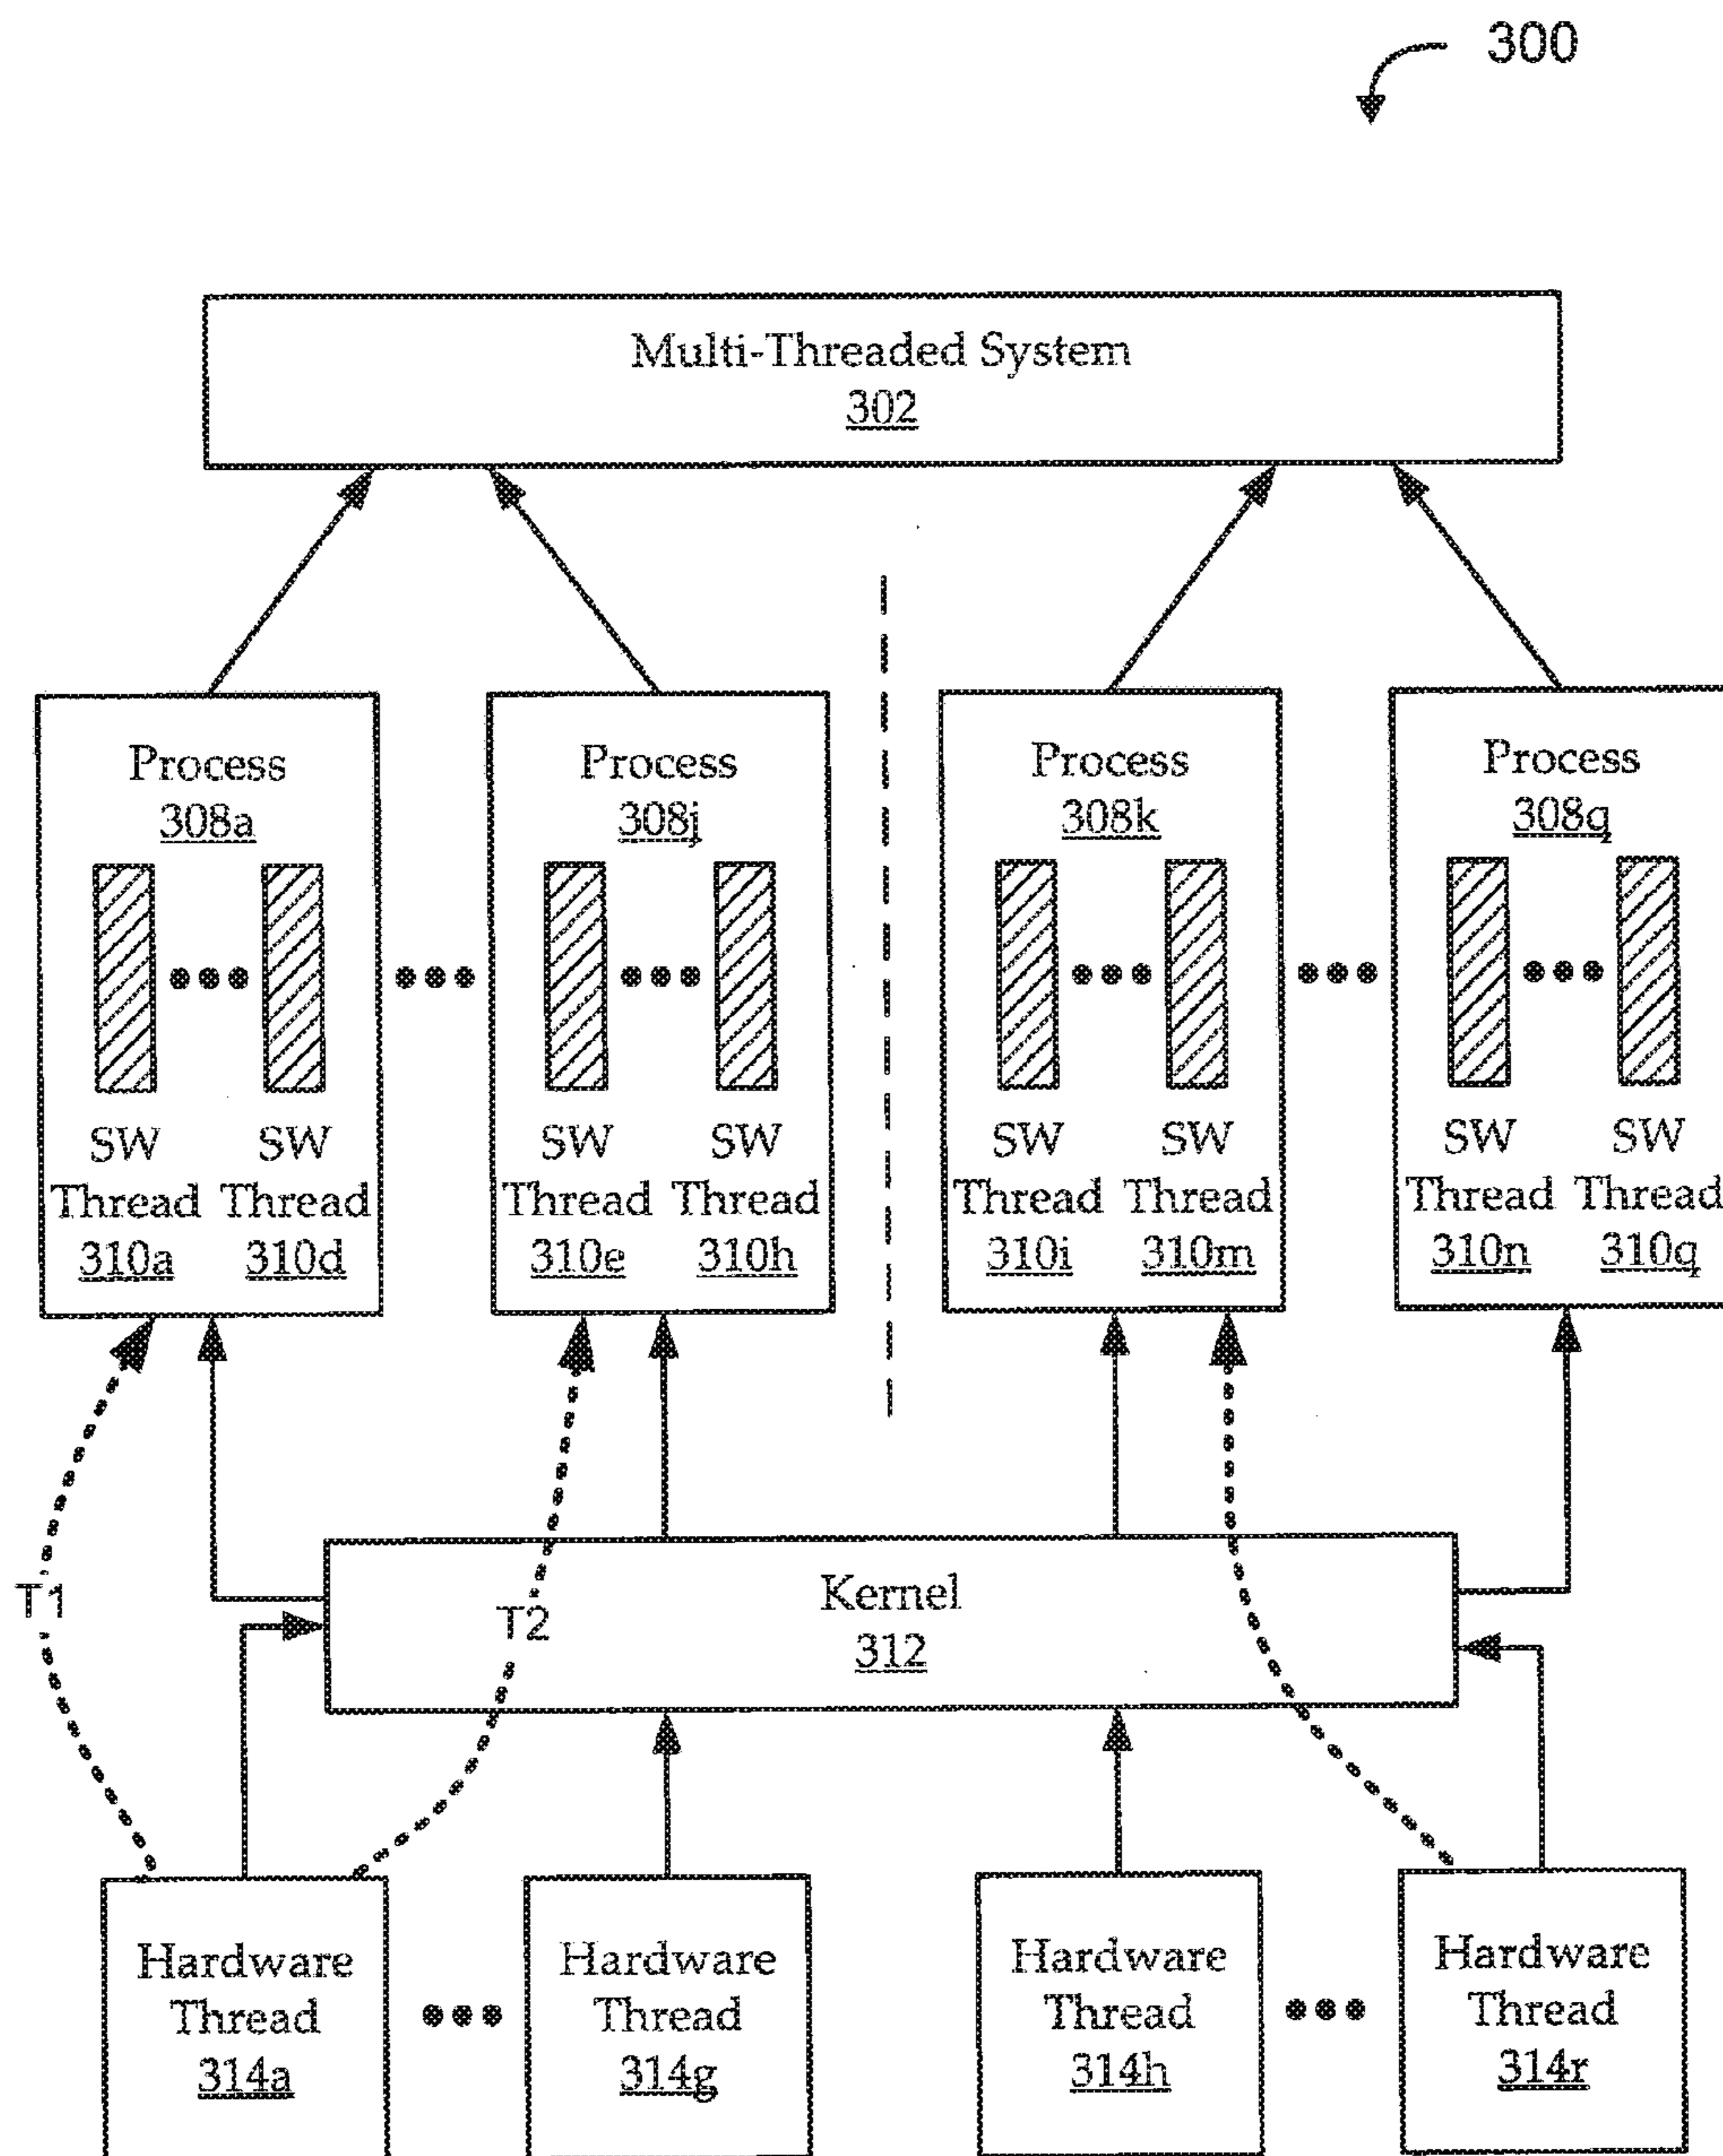 300
Multi-Threaded System
302
Process
308a
Process
308j
Process
308k
Process
308q
SW
Thread
310a
SW
Thread
310d
SW
Thread
310e
SW
Thread
310h
SW
Thread
310i
SW
Thread
310m
SW
Thread
310n
SW
Thread
310q
T1
T2
Kernel
312
Hardware
Thread
314a
Hardware
Thread
314g
Hardware
Thread
314h
Hardware
Thread
314r